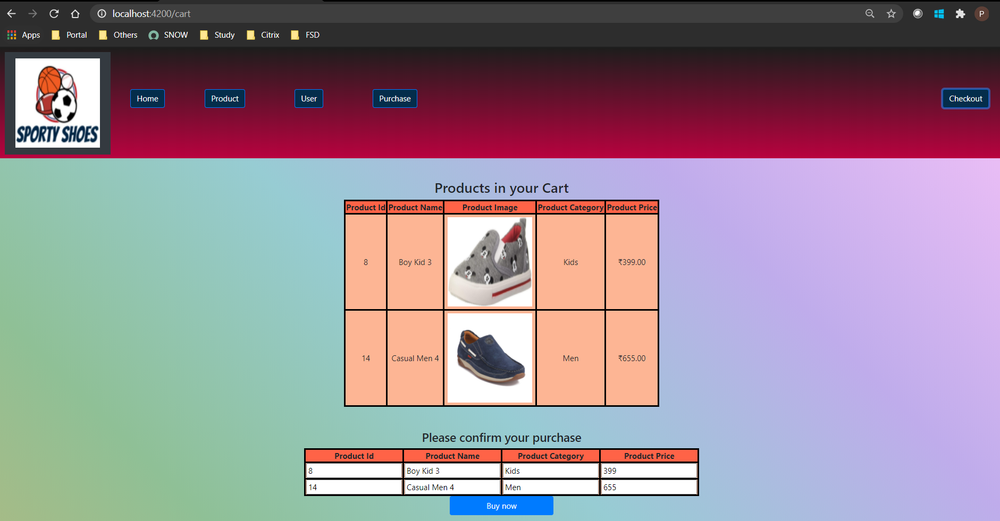 localhost:4200/cart
P
Apps Portal Others SNOW Study Citrix FSD
SPORTY SHOES
Home Product User Purchase Checkout
Products in your Cart
Product Id Product Name Product Image Product Category Product Price
8 Boy Kid 3 Kids ₹399.00
14 Casual Men 4 Men ₹655.00
Please confirm your purchase
Product Id Product Name Product Category Product Price
8 Boy Kid 3 Kids 399
14 Casual Men 4 Men 655
Buy now